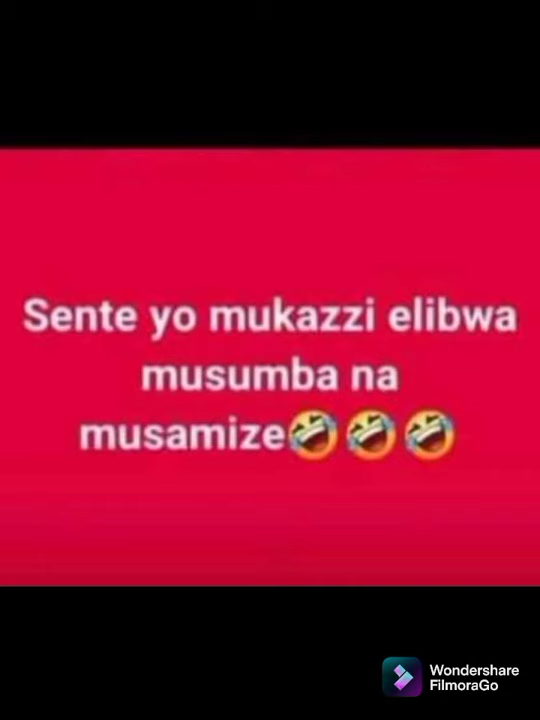 Sente yo mukazzi elibwa
musumba na
musamize🤣🤣🤣
Wondershare
FilmoraGo